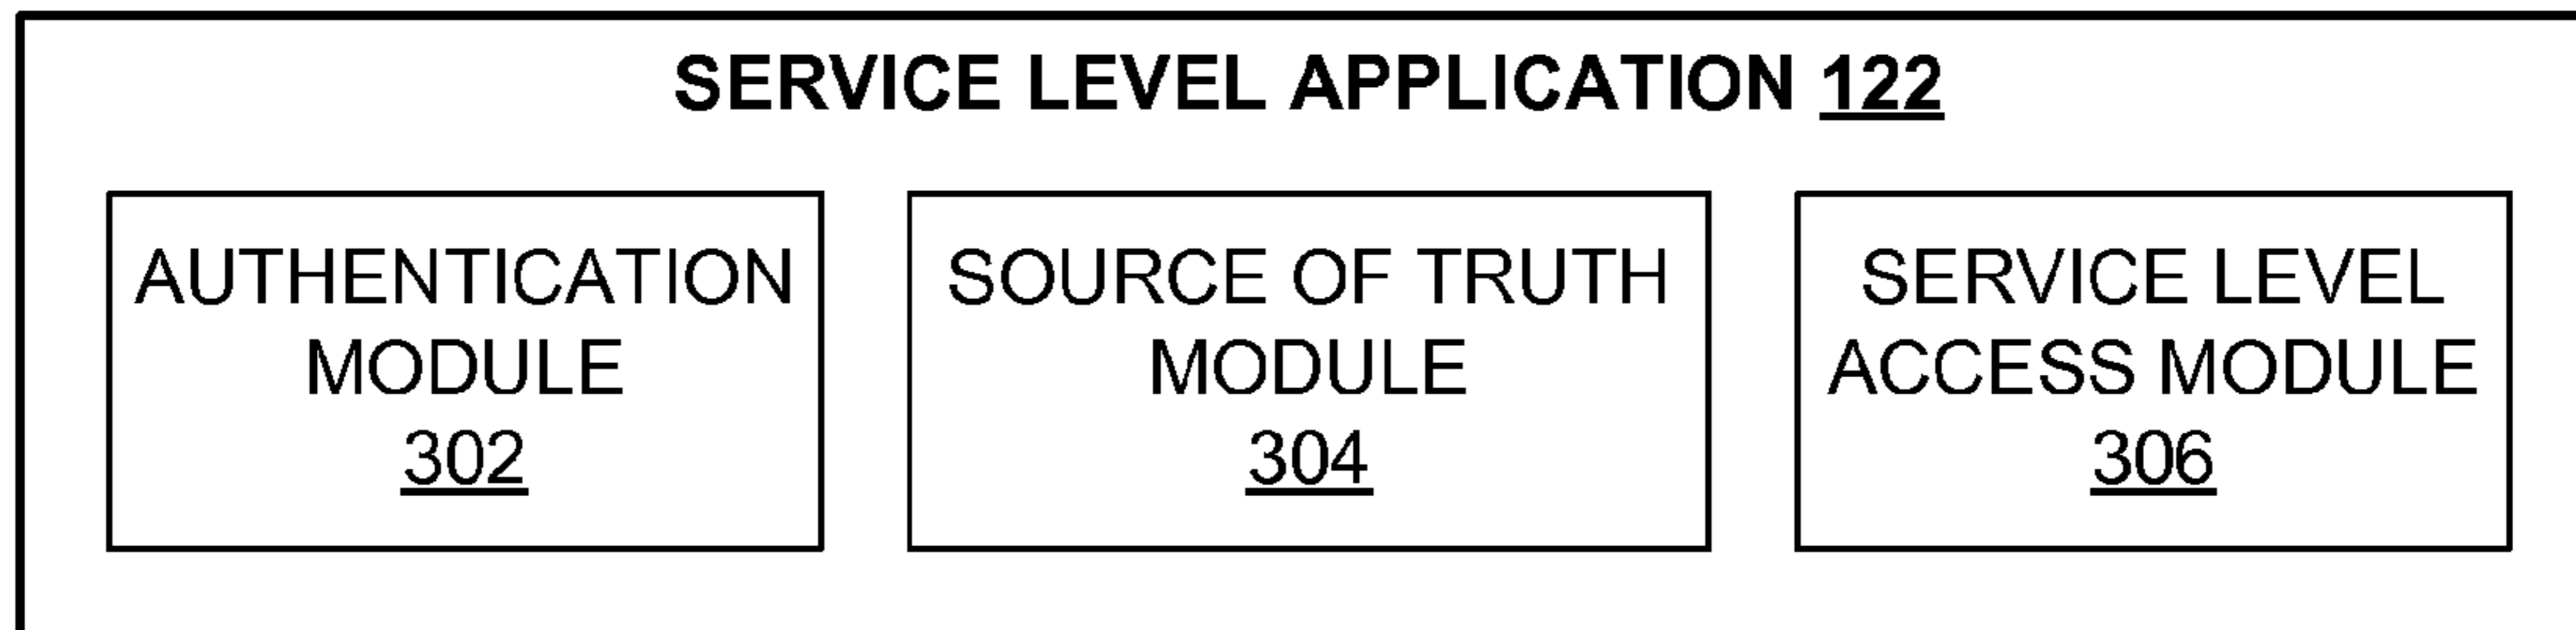 SERVICE LEVEL APPLICATION 122
AUTHENTICATION
MODULE
302
SOURCE OF TRUTH
MODULE
304
SERVICE LEVEL
ACCESS MODULE
306